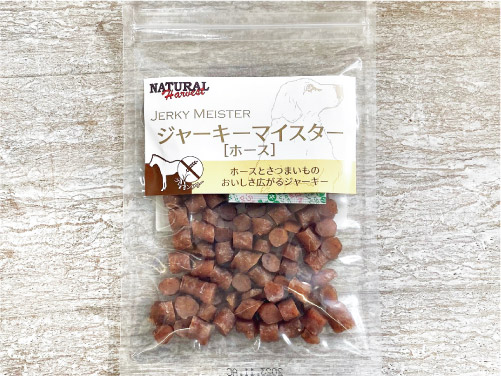 NATURAL
Harvest
JERKY MEISTER
ジャーキーマイスター
[ホース]
ホースとさつまいもの
おいしさ広がるジャーキー